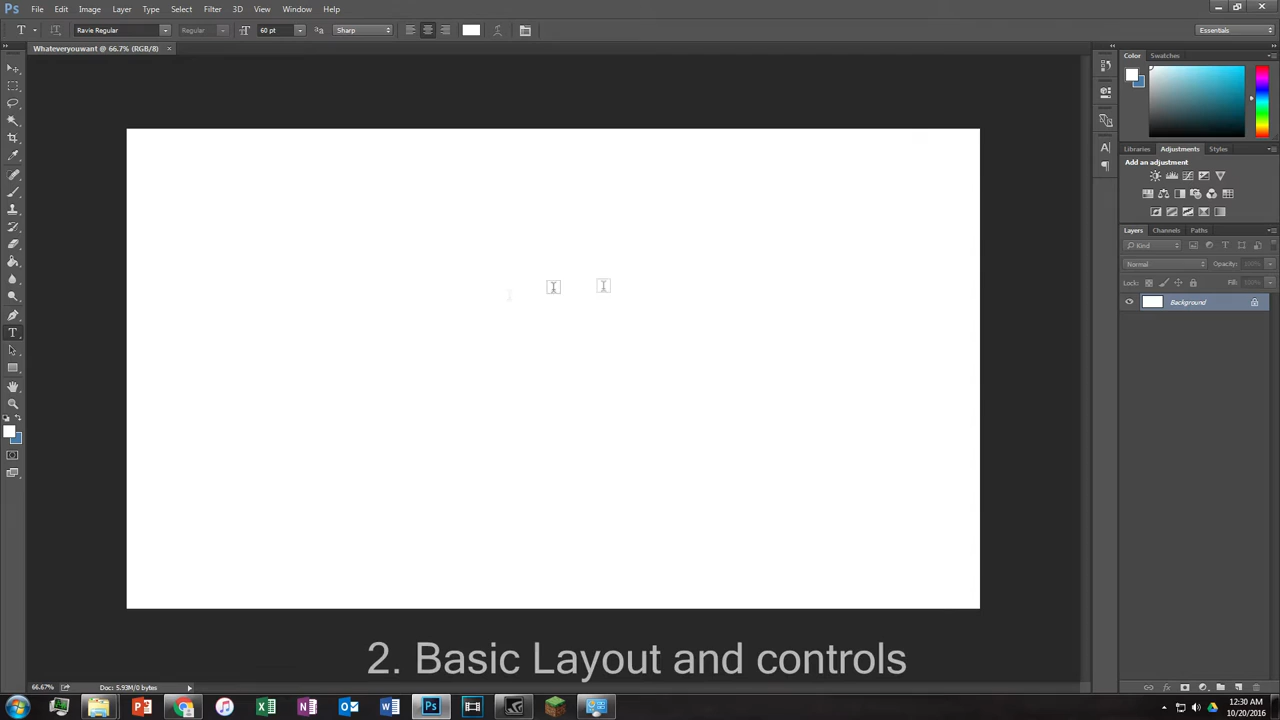 Ps File Edit Image Layer Type Select Filter 3D View Window Help
T Ravie Regular Regular 60 pt Sharp Essentials
Whateveryouwant @ 66.7% (RGB/8) ×
Color Swatches
Libraries Adjustments Styles
Add an adjustment
Layers Channels Paths
Kind
Normal Opacity: 100%
Lock: Fill: 100%
Background
2. Basic Layout and controls
66.67% Doc: 5.93M/0 bytes
12:30 AM
10/20/2016